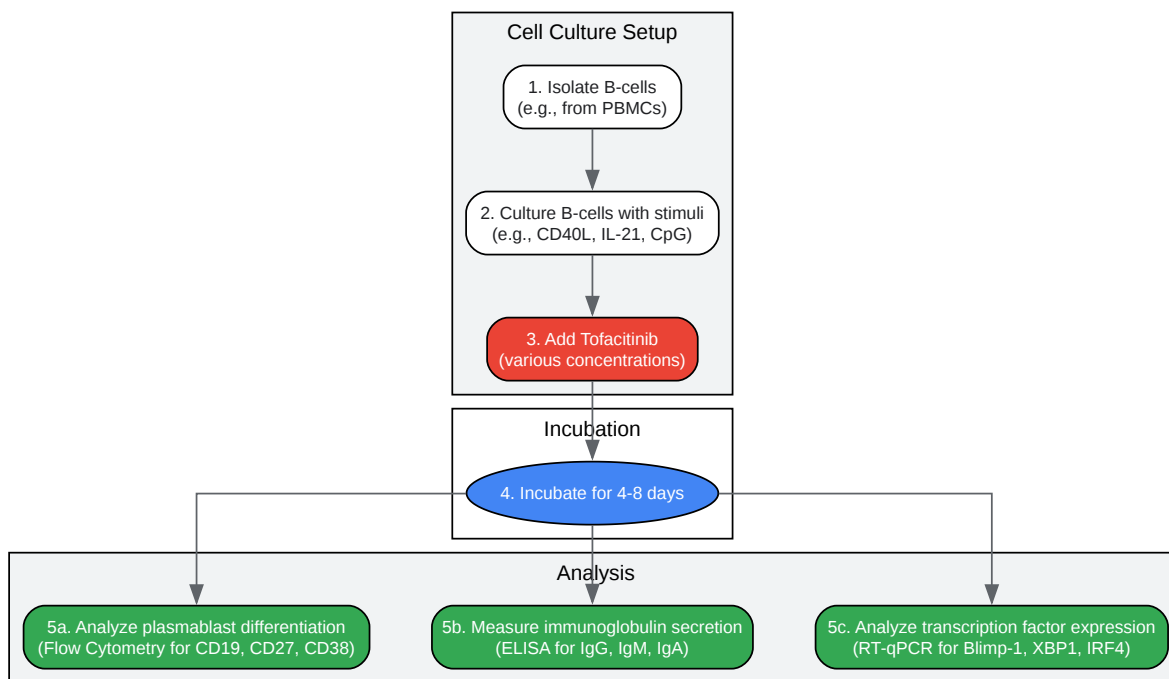 Cell Culture Setup
1. Isolate B-cells
(e.g., from PBMCs)
2. Culture B-cells with stimuli
(e.g., CD40L, IL-21, CpG)
3. Add Tofacitinib
(various concentrations)
Incubation
4. Incubate for 4-8 days
Analysis
5a. Analyze plasmablast differentiation
(Flow Cytometry for CD19, CD27, CD38)
5b. Measure immunoglobulin secretion
(ELISA for IgG, IgM, IgA)
5c. Analyze transcription factor expression
(RT-qPCR for Blimp-1, XBP1, IRF4)